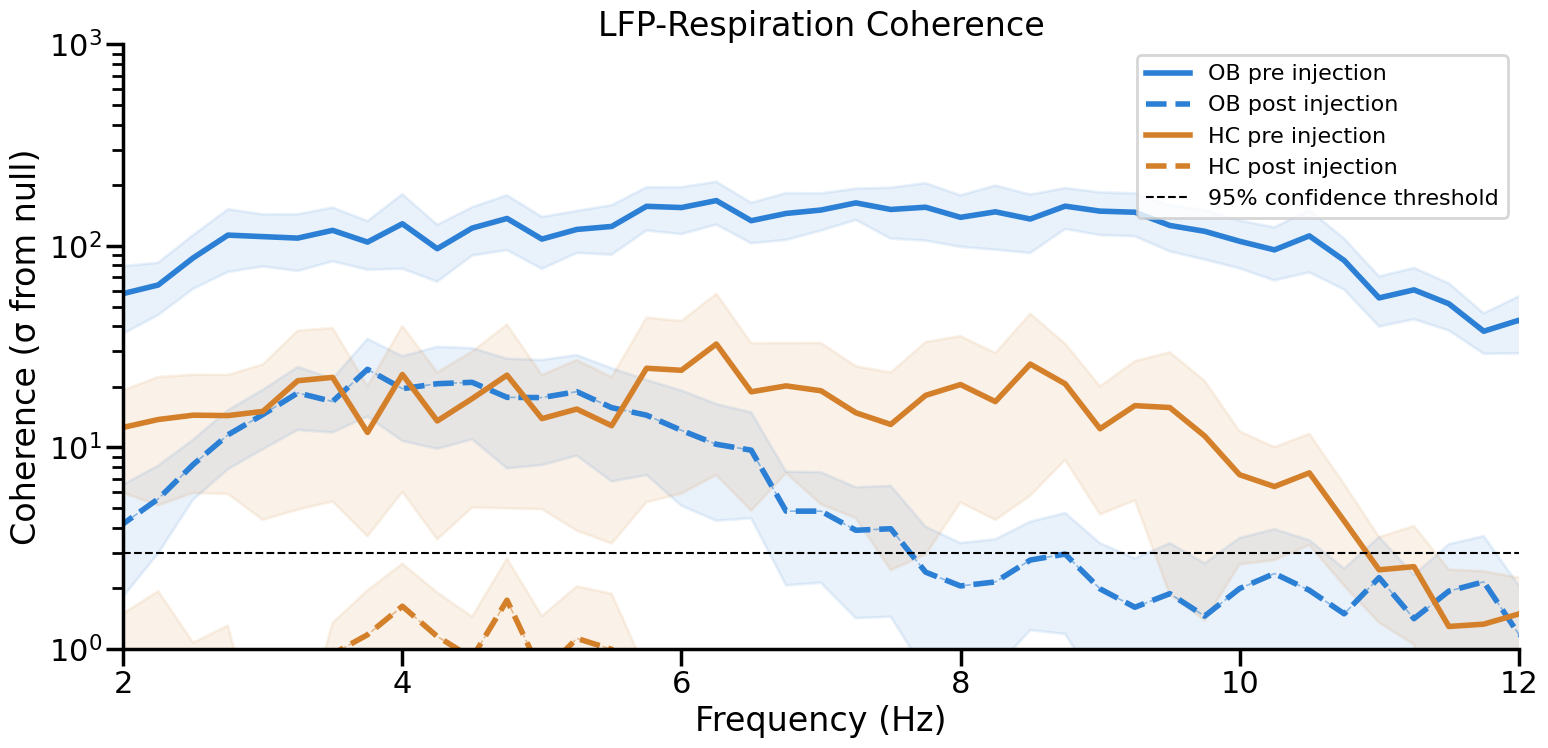 LFP-Respiration Coherence
10³
10²
10¹
10⁰
Coherence (σ from null)
OB pre injection
OB post injection
HC pre injection
HC post injection
95% confidence threshold
2 4 6 8 10 12
Frequency (Hz)